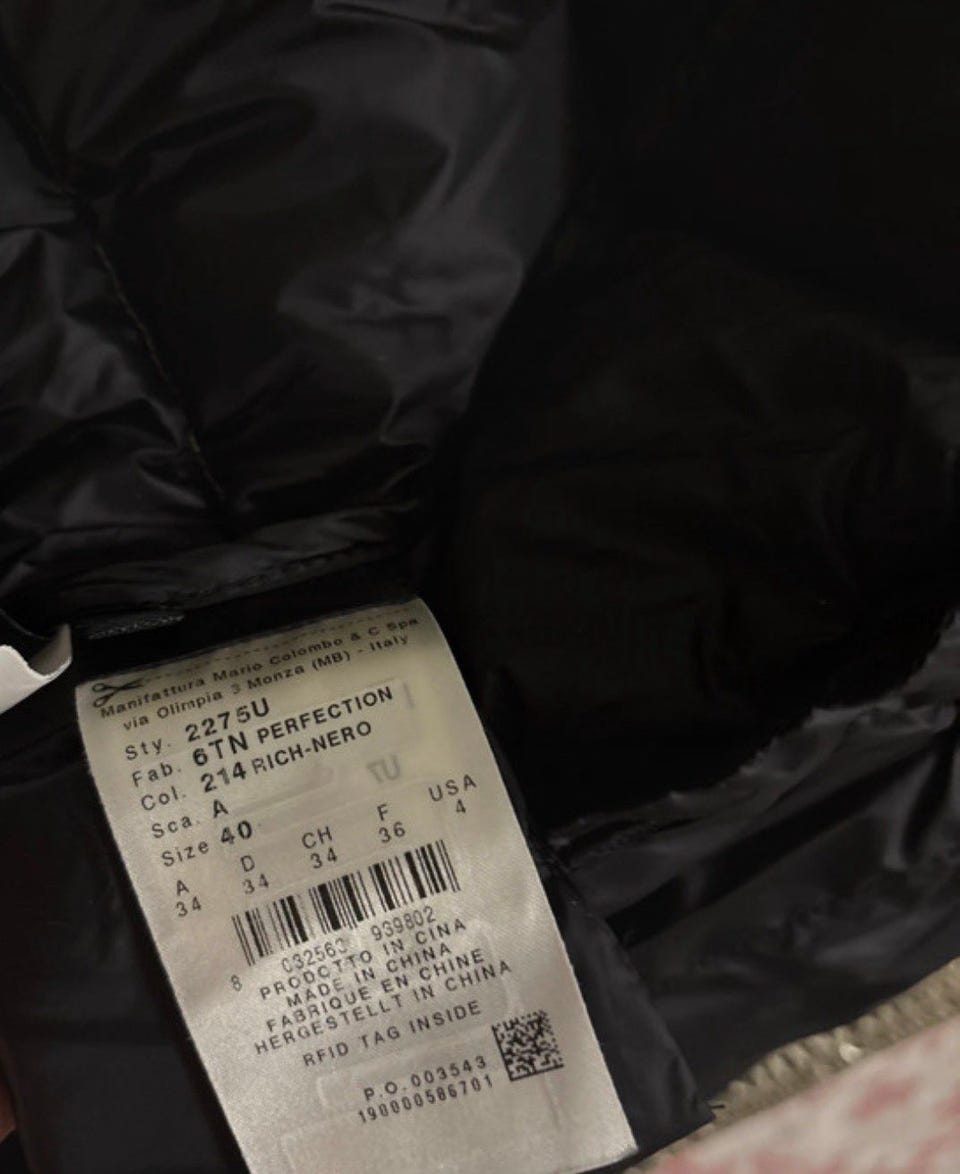 Manifattura Mario Colombo & C Spa
via Olimpia 3 Monza (MB) - Italy
Sty. 2275U
Fab. 6TN PERFECTION
Col. 214 RICH-NERO
Sca. A
Size 40
A D CH F USA
34 34 34 36 4
8 032563 939802
PRODOTTO IN CINA
MADE IN CHINA
FABRIQUE EN CHINE
HERGESTELLT IN CHINA
RFID TAG INSIDE
P.O. 003543
190000586701